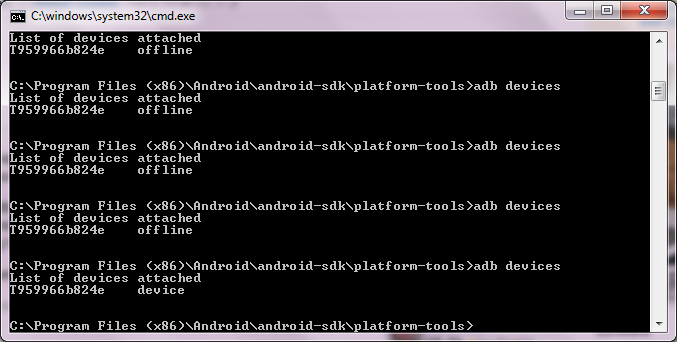 C:\windows\system32\cmd.exe
List of devices attached
T959966b824e    offline
C:\Program Files (x86)\Android\android-sdk\platform-tools>adb devices
List of devices attached
T959966b824e    offline
C:\Program Files (x86)\Android\android-sdk\platform-tools>adb devices
List of devices attached
T959966b824e    offline
C:\Program Files (x86)\Android\android-sdk\platform-tools>adb devices
List of devices attached
T959966b824e    offline
C:\Program Files (x86)\Android\android-sdk\platform-tools>adb devices
List of devices attached
T959966b824e    device
C:\Program Files (x86)\Android\android-sdk\platform-tools>